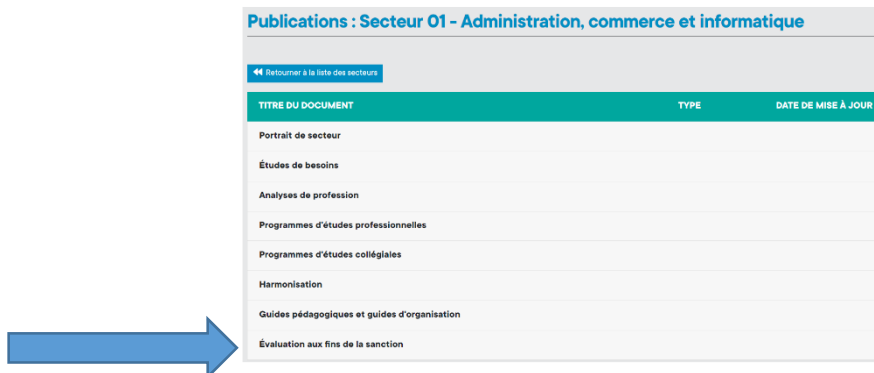 Publications : Secteur 01 - Administration, commerce et informatique
Retourner à la liste des secteurs
TITRE DU DOCUMENT TYPE DATE DE MISE À JOUR
Portrait de secteur
Études de besoins
Analyses de profession
Programmes d'études professionnelles
Programmes d'études collégiales
Harmonisation
Guides pédagogiques et guides d'organisation
Évaluation aux fins de la sanction